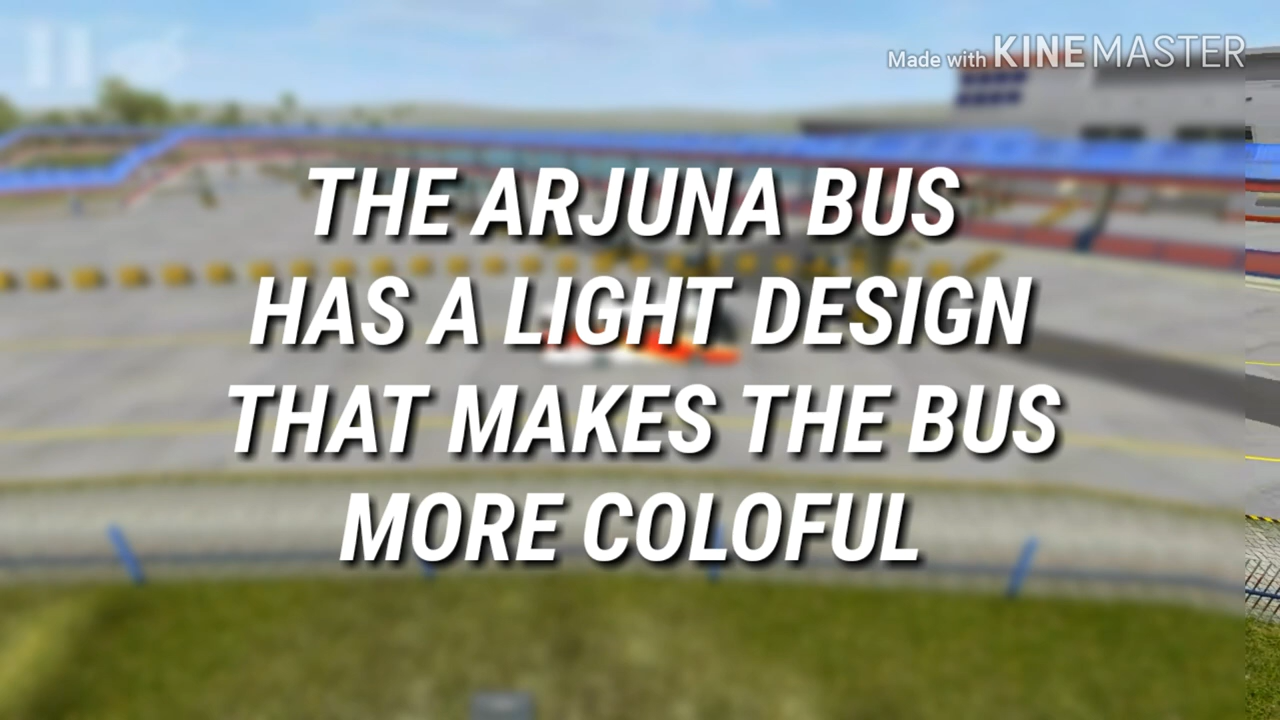 Made with KINEMASTER
THE ARJUNA BUS
HAS A LIGHT DESIGN
THAT MAKES THE BUS
MORE COLOFUL